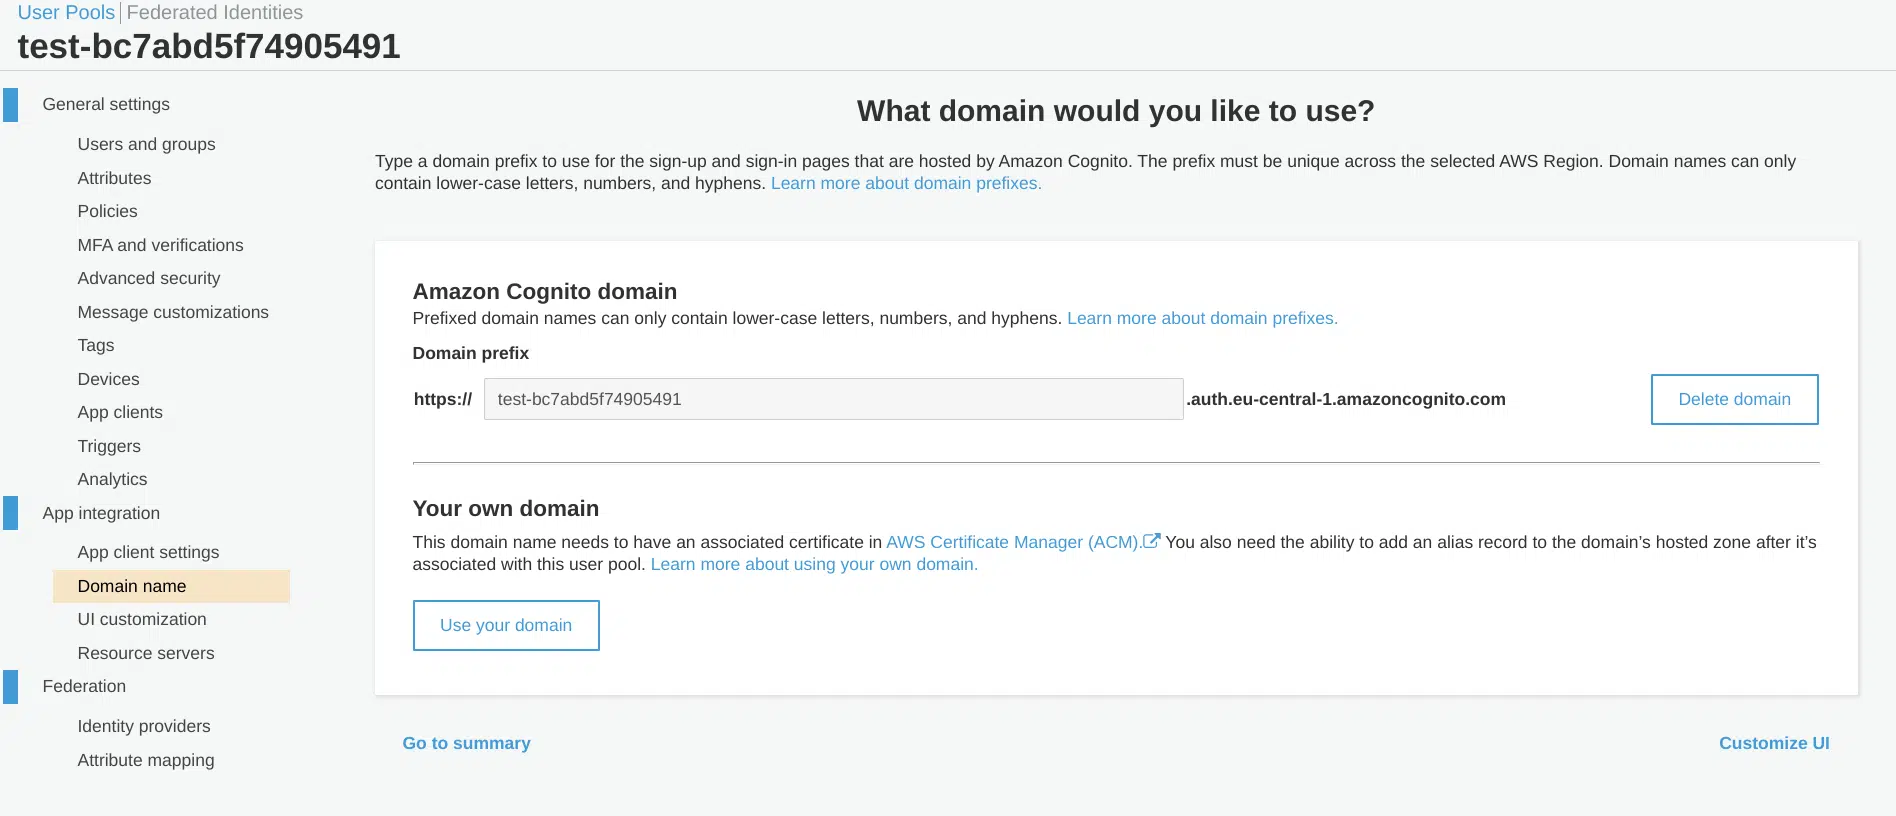 User Pools | Federated Identities
test-bc7abd5f74905491
General settings
Users and groups
Attributes
Policies
MFA and verifications
Advanced security
Message customizations
Tags
Devices
App clients
Triggers
Analytics
App integration
App client settings
Domain name
UI customization
Resource servers
Federation
Identity providers
Attribute mapping
What domain would you like to use?
Type a domain prefix to use for the sign-up and sign-in pages that are hosted by Amazon Cognito. The prefix must be unique across the selected AWS Region. Domain names can only
contain lower-case letters, numbers, and hyphens. Learn more about domain prefixes.
Amazon Cognito domain
Prefixed domain names can only contain lower-case letters, numbers, and hyphens. Learn more about domain prefixes.
Domain prefix
https:// test-bc7abd5f74905491 .auth.eu-central-1.amazoncognito.com Delete domain
Your own domain
This domain name needs to have an associated certificate in AWS Certificate Manager (ACM). You also need the ability to add an alias record to the domain’s hosted zone after it’s
associated with this user pool. Learn more about using your own domain.
Use your domain
Go to summary Customize UI